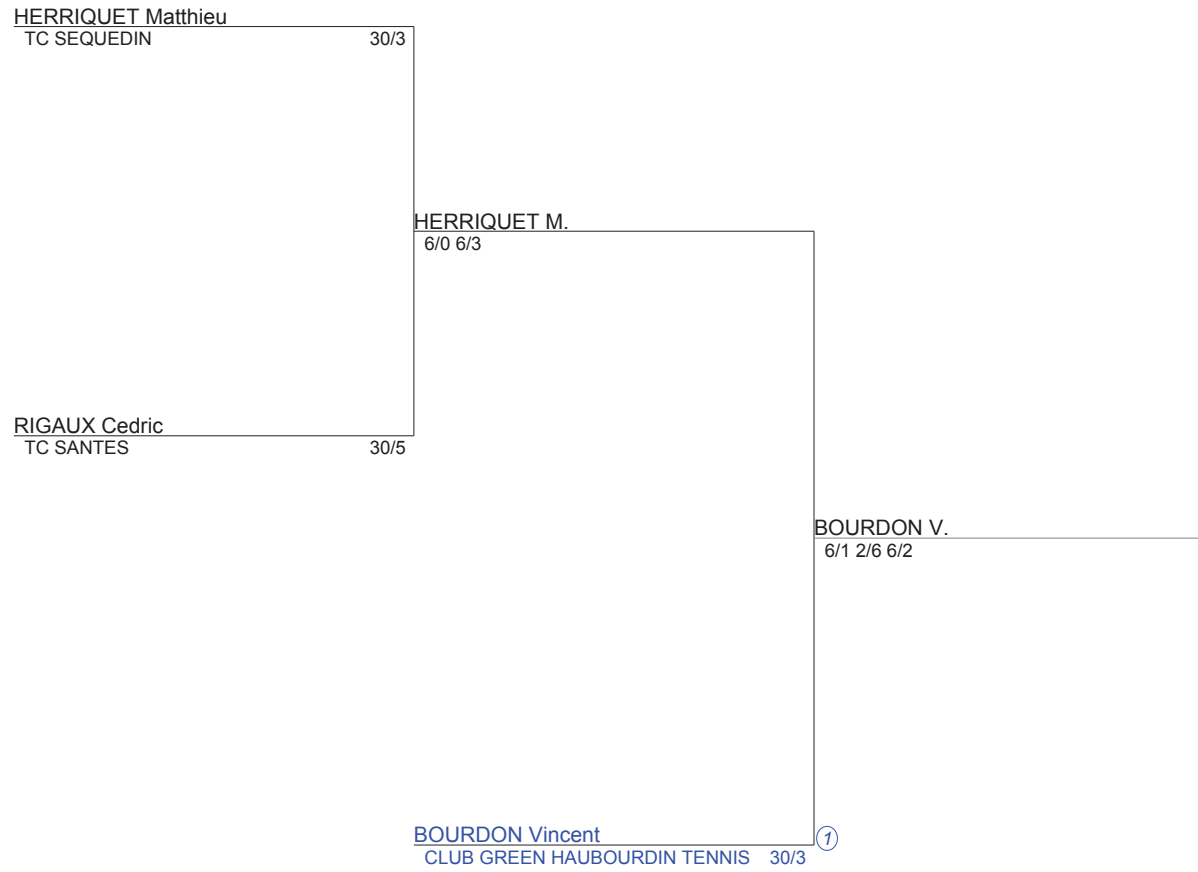 HERRIQUET Matthieu
TC SEQUEDIN 30/3
HERRIQUET M.
6/0 6/3
RIGAUX Cedric
TC SANTES 30/5
BOURDON V.
6/1 2/6 6/2
BOURDON Vincent 1
CLUB GREEN HAUBOURDIN TENNIS 30/3